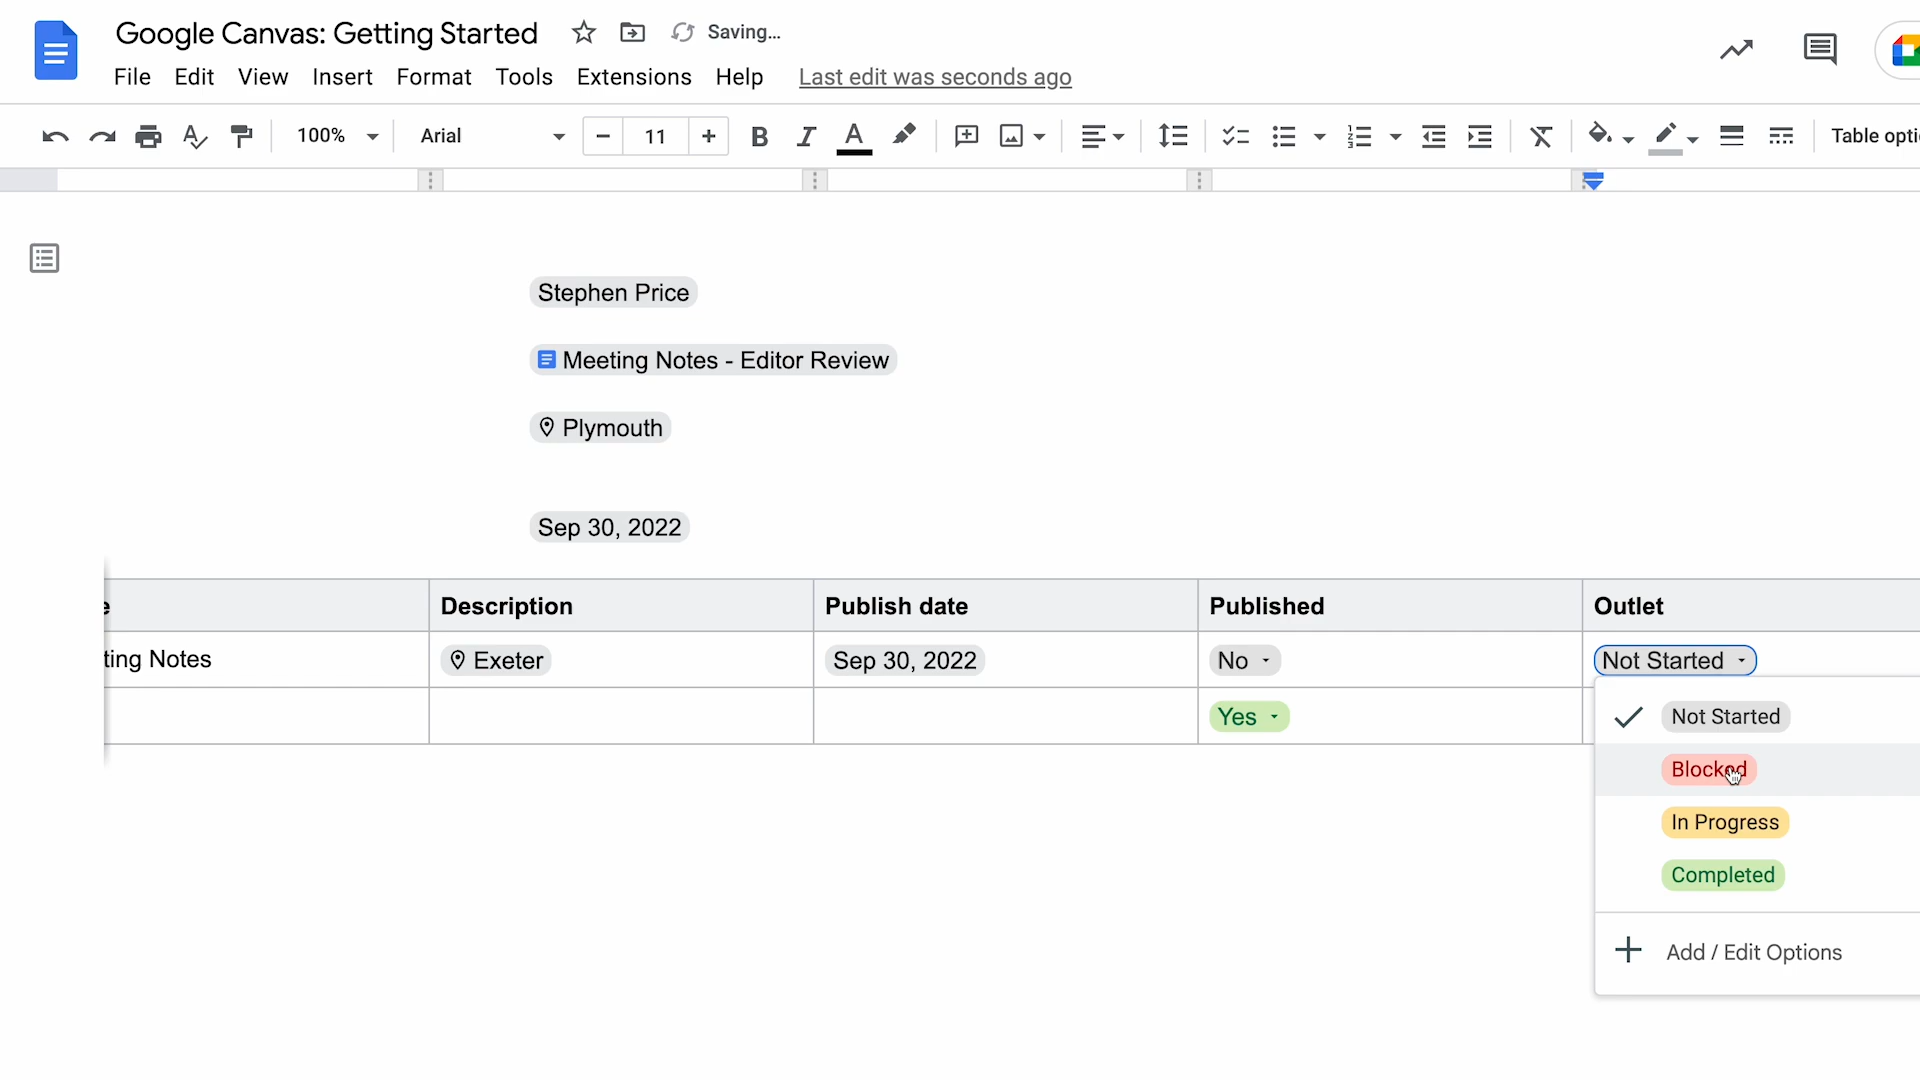 Google Canvas: Getting Started Saving...
File Edit View Insert Format Tools Extensions Help Last edit was seconds ago
100% Arial 11 B I A Table opti
Stephen Price
Meeting Notes - Editor Review
Plymouth
Sep 30, 2022
e Description Publish date Published Outlet
ting Notes Exeter Sep 30, 2022 No Not Started
Yes
Not Started
Blocked
In Progress
Completed
Add / Edit Options